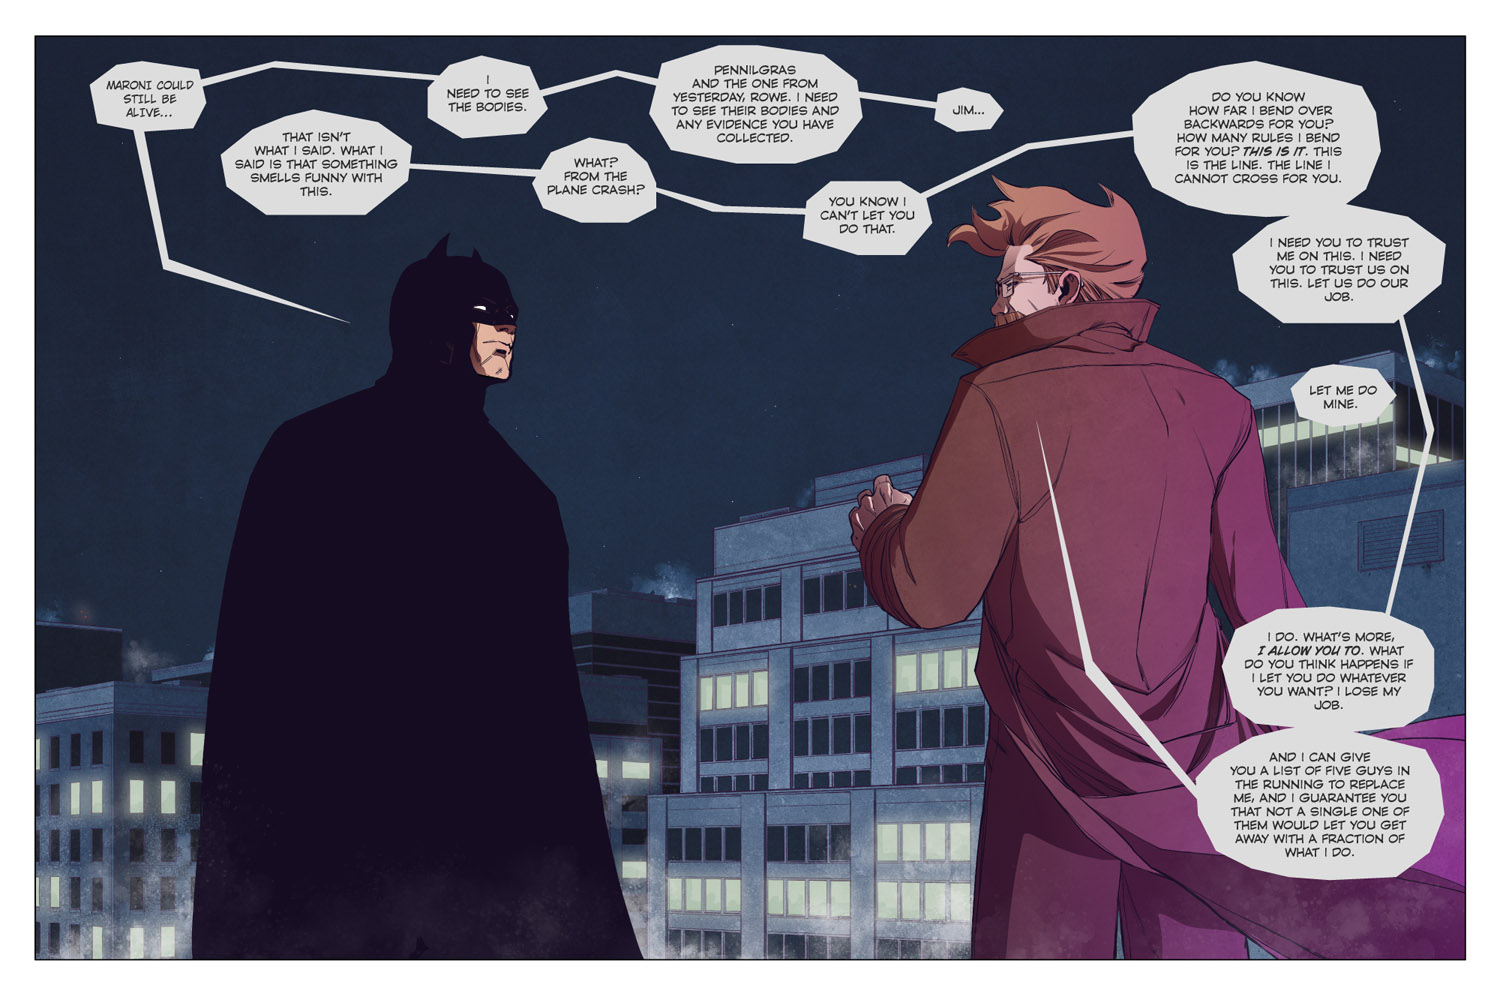 MARONI COULD
STILL BE
ALIVE...
I
NEED TO SEE
THE BODIES.
PENNILGRAS
AND THE ONE FROM
YESTERDAY, ROWE. I NEED
TO SEE THEIR BODIES AND
ANY EVIDENCE YOU HAVE
COLLECTED.
JIM...
THAT ISN'T
WHAT I SAID. WHAT I
SAID IS THAT SOMETHING
SMELLS FUNNY WITH
THIS.
WHAT?
FROM THE
PLANE CRASH?
YOU KNOW I
CAN'T LET YOU
DO THAT.
DO YOU KNOW
HOW FAR I BEND OVER
BACKWARDS FOR YOU?
HOW MANY RULES I BEND
FOR YOU? THIS IS IT. THIS
IS THE LINE. THE LINE I
CANNOT CROSS FOR YOU.
I NEED YOU TO TRUST
ME ON THIS. I NEED
YOU TO TRUST US ON
THIS. LET US DO OUR
JOB.
LET ME DO
MINE.
I DO. WHAT'S MORE,
I ALLOW YOU TO. WHAT
DO YOU THINK HAPPENS IF
I LET YOU DO WHATEVER
YOU WANT? I LOSE MY
JOB.
AND I CAN GIVE
YOU A LIST OF FIVE GUYS IN
THE RUNNING TO REPLACE
ME, AND I GUARANTEE YOU
THAT NOT A SINGLE ONE OF
THEM WOULD LET YOU GET
AWAY WITH A FRACTION OF
WHAT I DO.